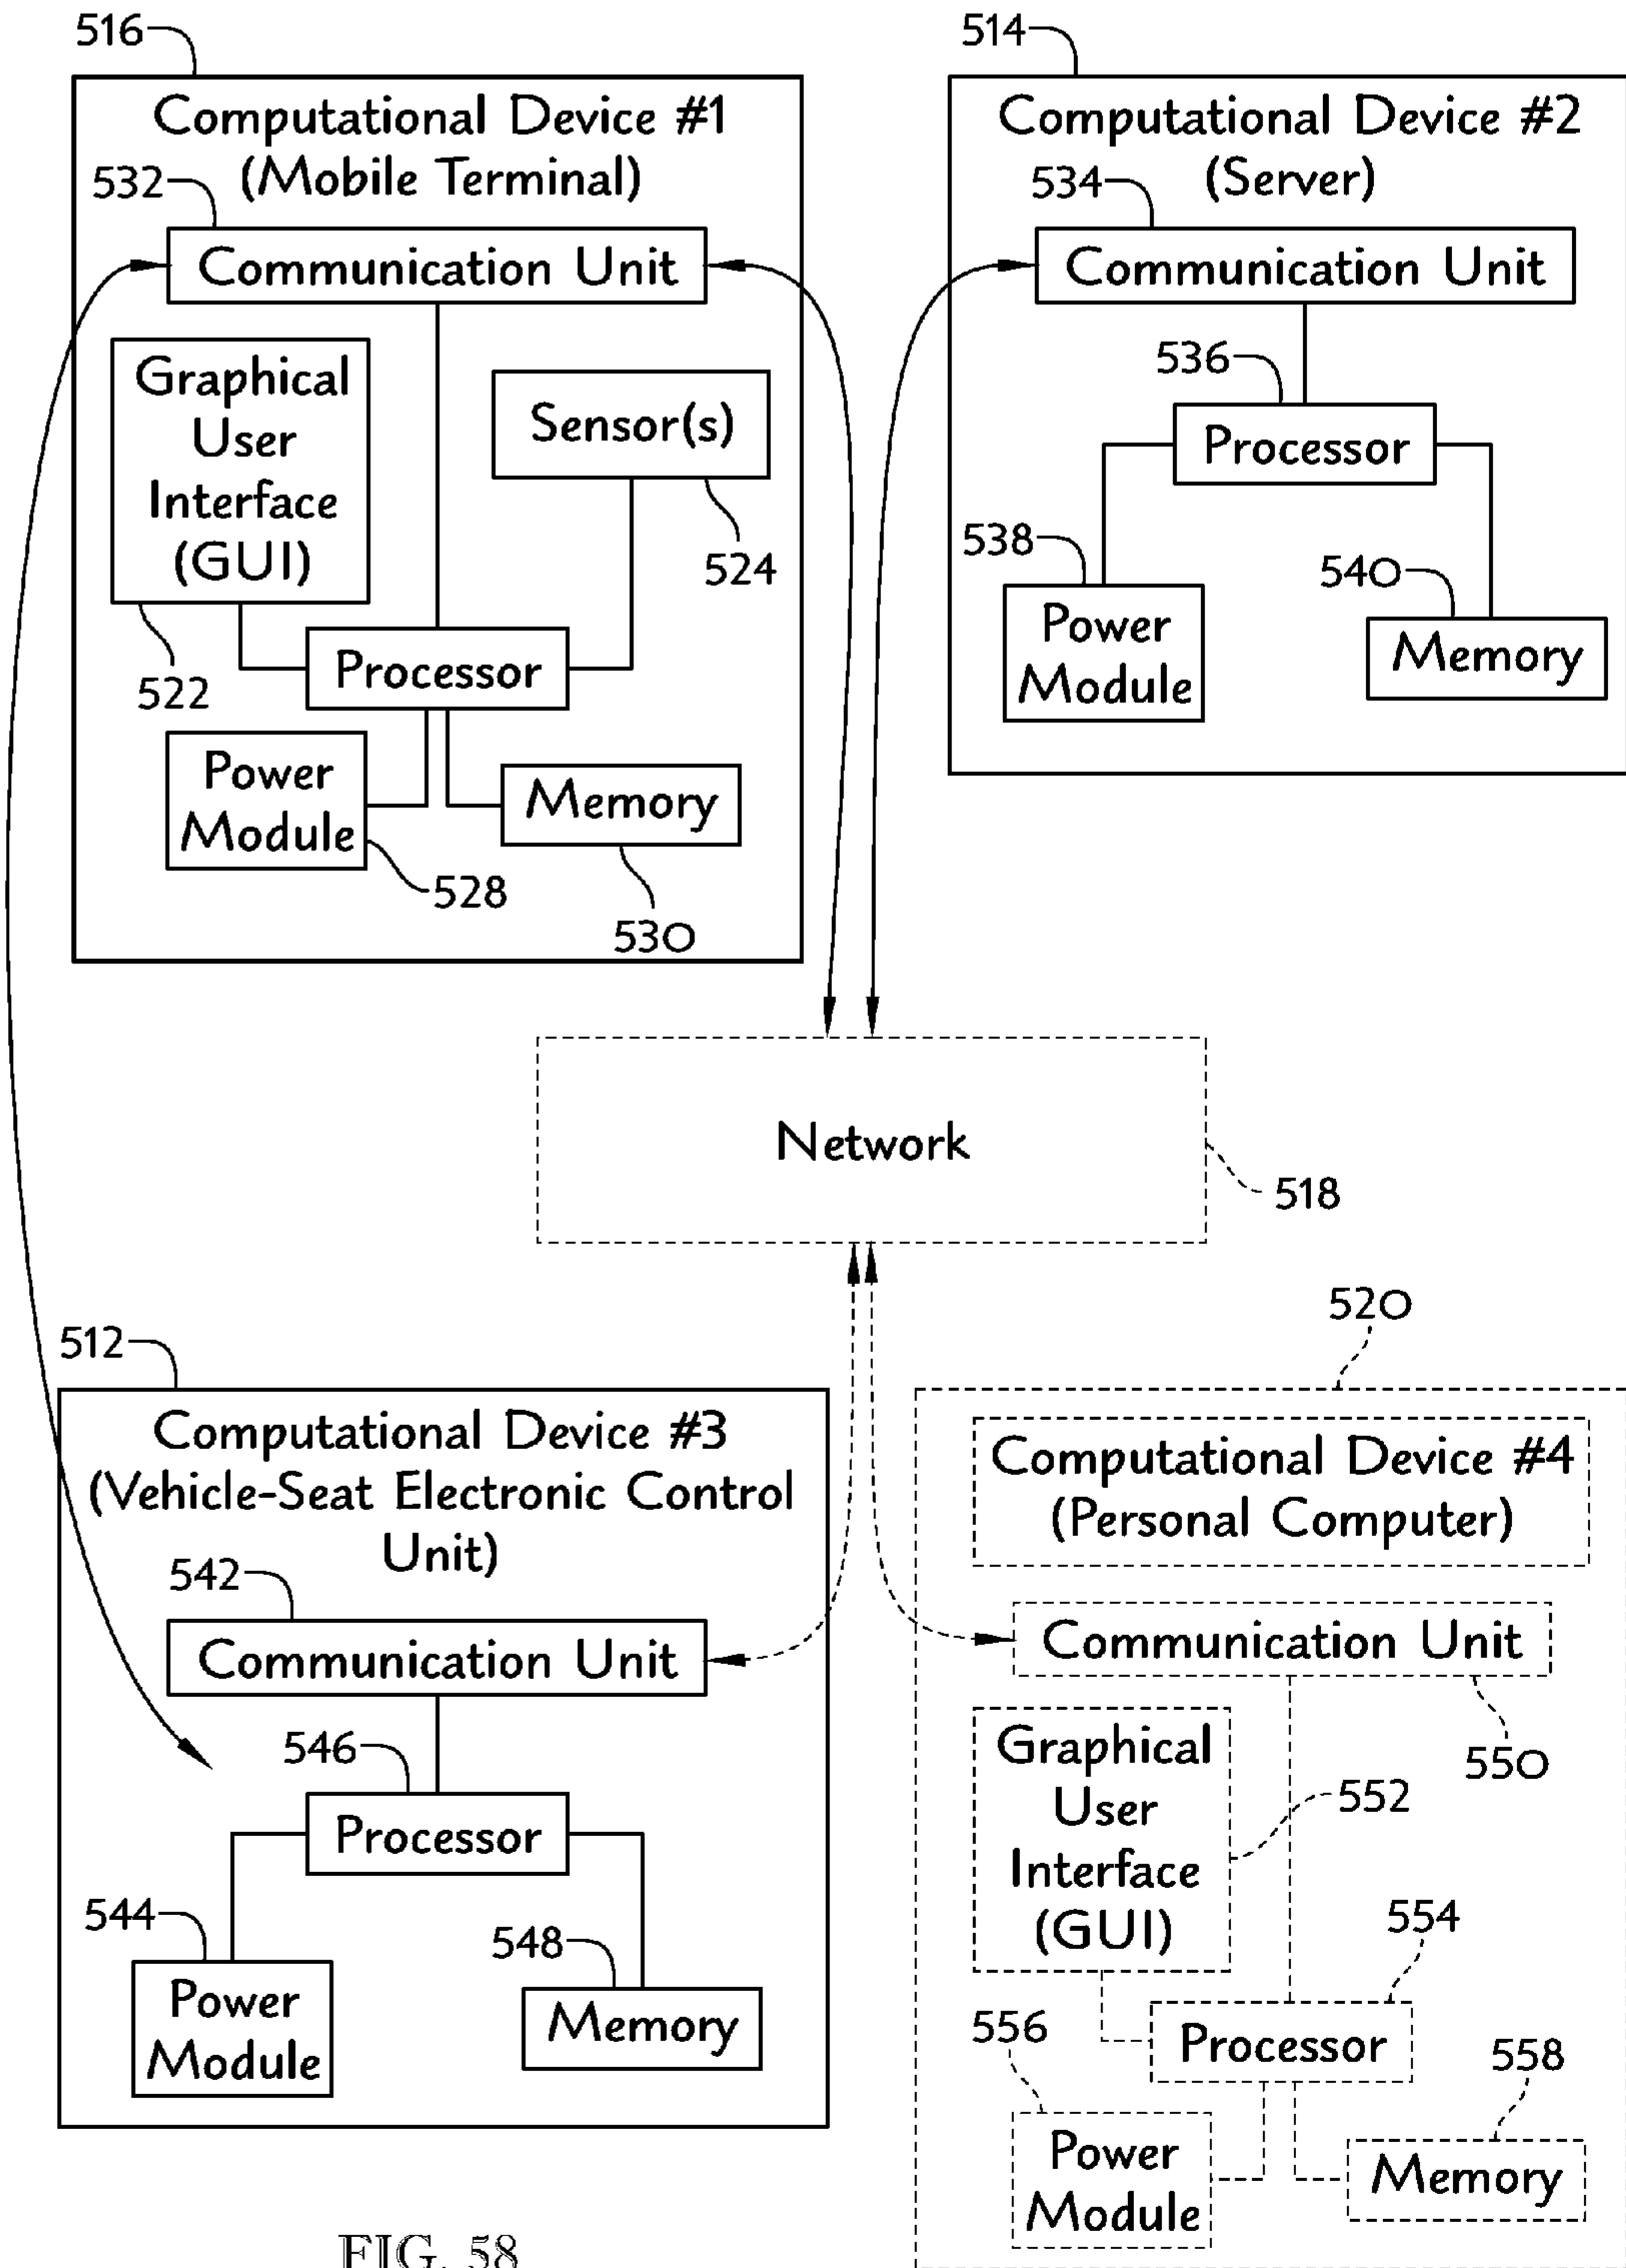 516
Computational Device #1
(Mobile Terminal)
532
Communication Unit
Graphical
User
Interface
(GUI)
522
Sensor(s)
524
Processor
Power
Module
528
Memory
530
514
Computational Device #2
(Server)
534
Communication Unit
536
Processor
538
Power
Module
540
Memory
Network
518
512
Computational Device #3
(Vehicle-Seat Electronic Control
Unit)
542
Communication Unit
546
Processor
544
Power
Module
548
Memory
520
Computational Device #4
(Personal Computer)
Communication Unit
550
Graphical
User
Interface
(GUI)
552
554
Processor
556
Power
Module
558
Memory
FIG. 58